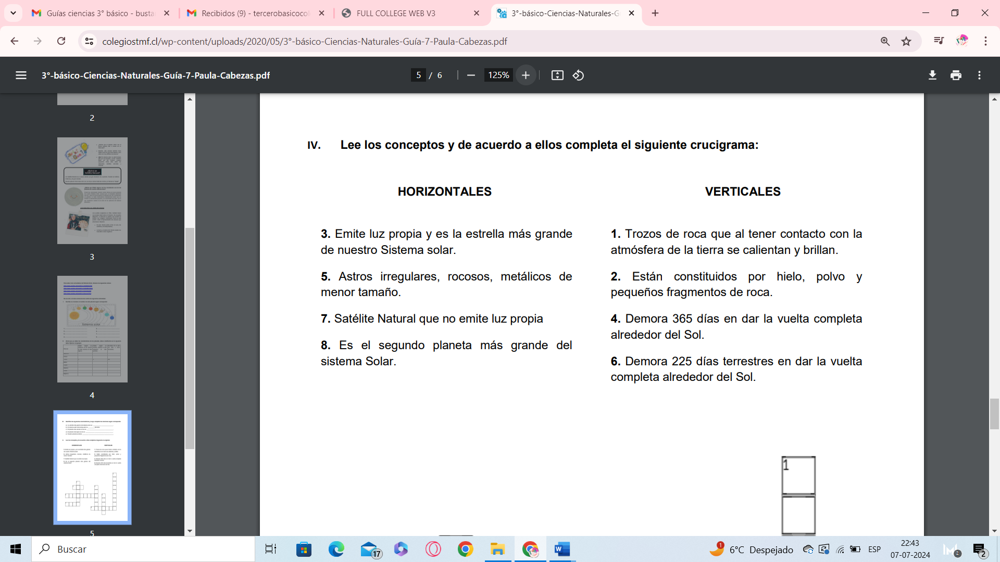 Guías ciencias 3° básico - busta
Recibidos (9) - tercerobasicocol
FULL COLLEGE WEB V3
3°-básico-Ciencias-Naturales-G
colegiostmf.cl/wp-content/uploads/2020/05/3°-básico-Ciencias-Naturales-Guía-7-Paula-Cabezas.pdf
3°-básico-Ciencias-Naturales-Guía-7-Paula-Cabezas.pdf
5 / 6
125%
2
3
4
5
IV. Lee los conceptos y de acuerdo a ellos completa el siguiente crucigrama:
HORIZONTALES
3. Emite luz propia y es la estrella más grande
de nuestro Sistema solar.
5. Astros irregulares, rocosos, metálicos de
menor tamaño.
7. Satélite Natural que no emite luz propia
8. Es el segundo planeta más grande del
sistema Solar.
VERTICALES
1. Trozos de roca que al tener contacto con la
atmósfera de la tierra se calientan y brillan.
2. Están constituidos por hielo, polvo y
pequeños fragmentos de roca.
4. Demora 365 días en dar la vuelta completa
alrededor del Sol.
6. Demora 225 días terrestres en dar la vuelta
completa alrededor del Sol.
1
Buscar
17
1
6°C Despejado
ESP
22:43
07-07-2024
2
2